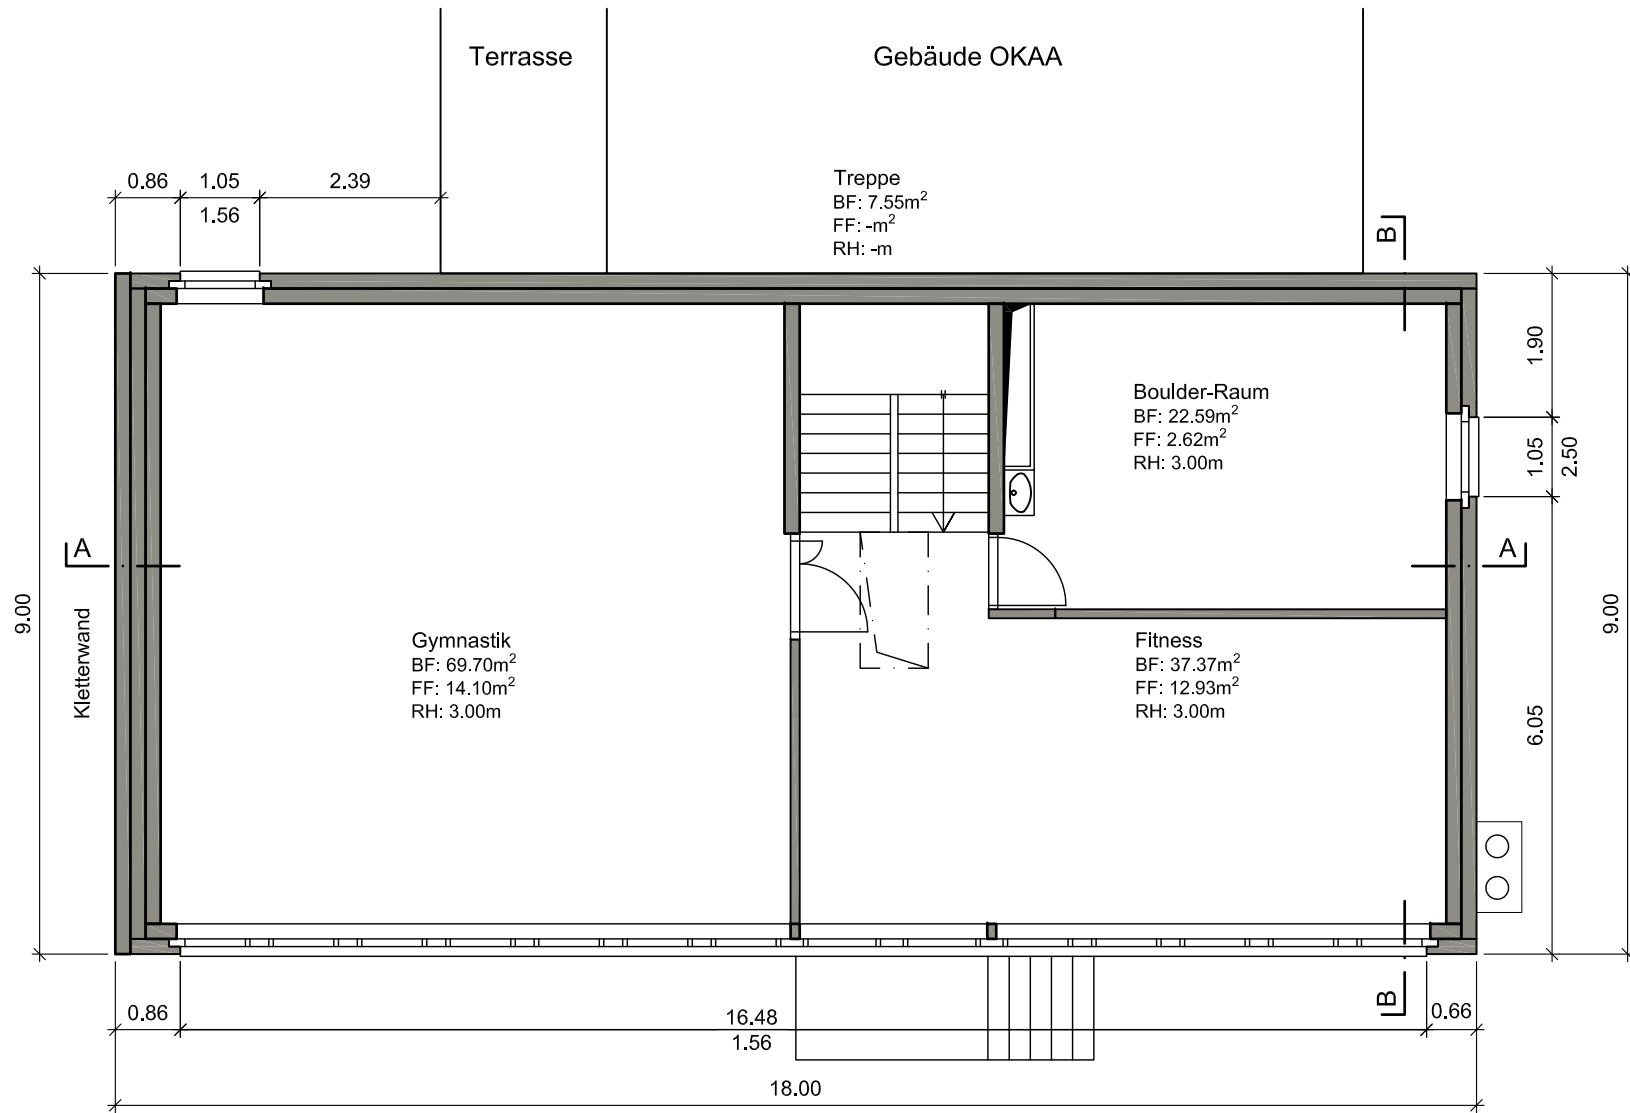 Terrasse
Gebäude OKAA
0.86
1.05
2.39
1.56
Treppe
BF: 7.55m²
FF: -m²
RH: -m
B
1.90
Boulder-Raum
BF: 22.59m²
FF: 2.62m²
RH: 3.00m
1.05
2.50
A
A
9.00
Kletterwand
9.00
Gymnastik
BF: 69.70m²
FF: 14.10m²
RH: 3.00m
Fitness
BF: 37.37m²
FF: 12.93m²
RH: 3.00m
6.05
B
0.86
16.48
0.66
1.56
18.00